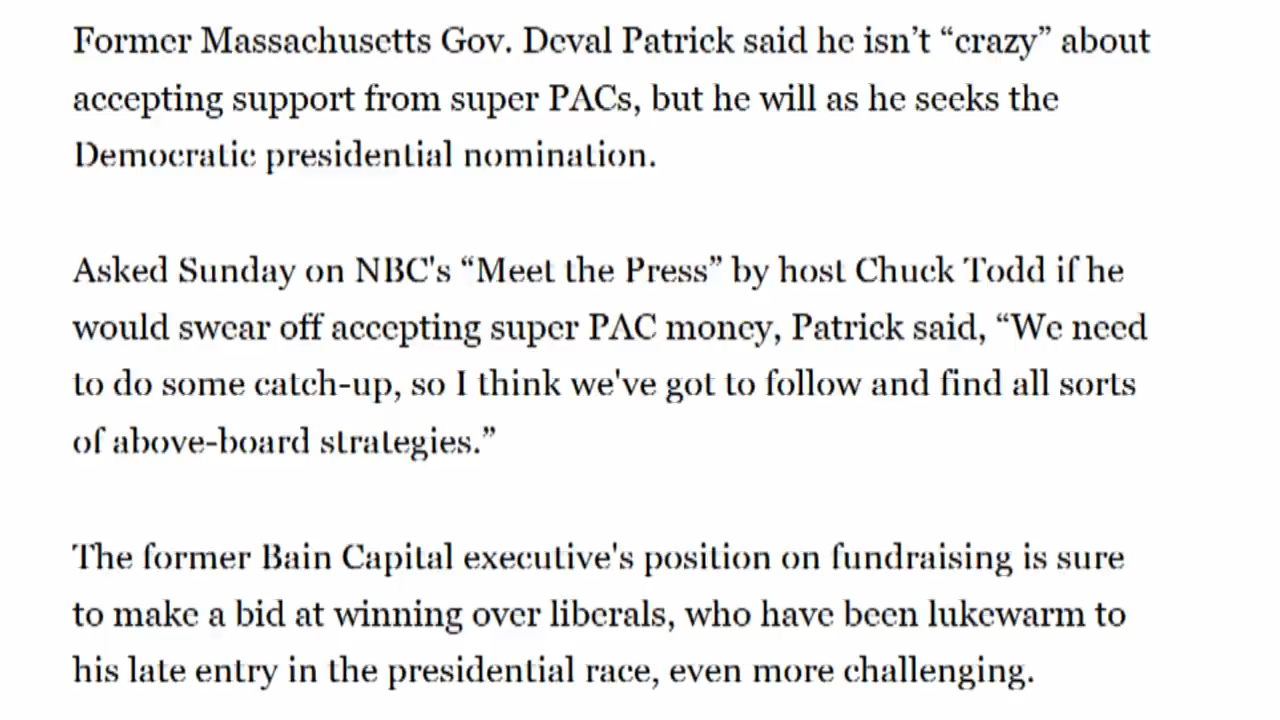 Former Massachusetts Gov. Deval Patrick said he isn’t “crazy” about
accepting support from super PACs, but he will as he seeks the
Democratic presidential nomination.
Asked Sunday on NBC's “Meet the Press” by host Chuck Todd if he
would swear off accepting super PAC money, Patrick said, “We need
to do some catch-up, so I think we've got to follow and find all sorts
of above-board strategies.”
The former Bain Capital executive's position on fundraising is sure
to make a bid at winning over liberals, who have been lukewarm to
his late entry in the presidential race, even more challenging.